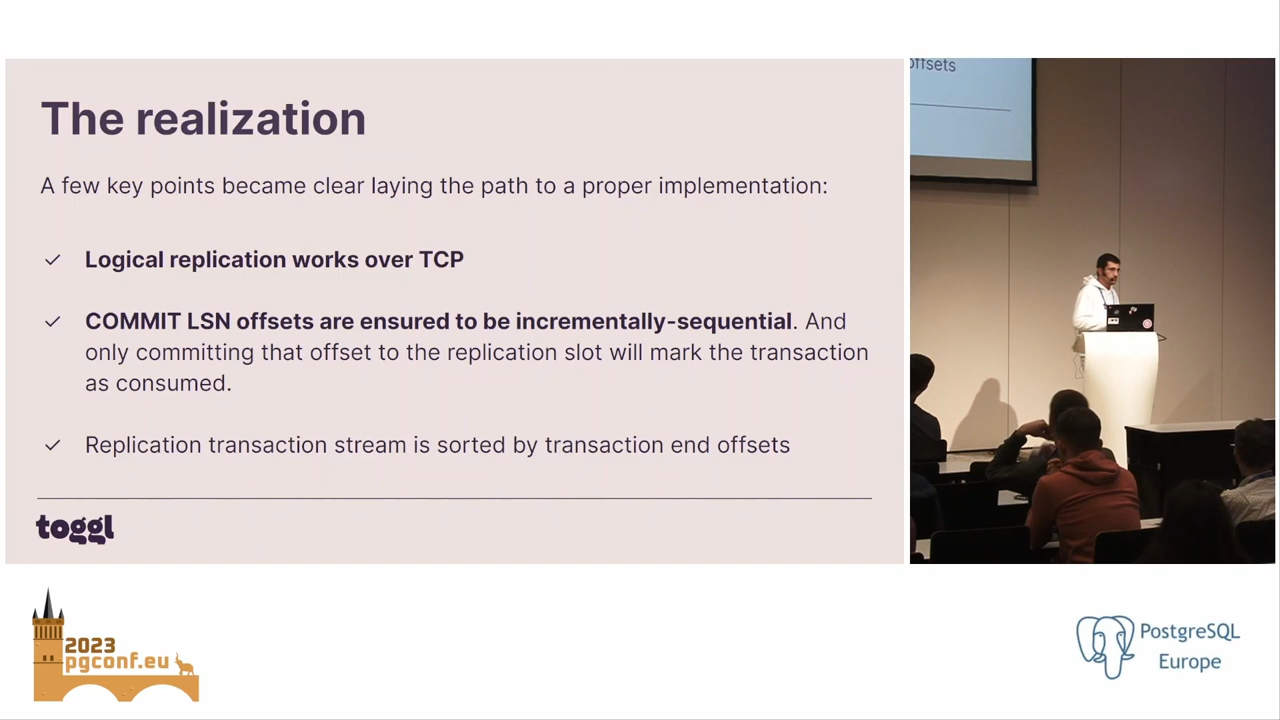 The realization
A few key points became clear laying the path to a proper implementation:
✓ Logical replication works over TCP
✓ COMMIT LSN offsets are ensured to be incrementally-sequential. And
only committing that offset to the replication slot will mark the transaction
as consumed.
✓ Replication transaction stream is sorted by transaction end offsets
toggl
offsets
2023
pgconf.eu
PostgreSQL
Europe